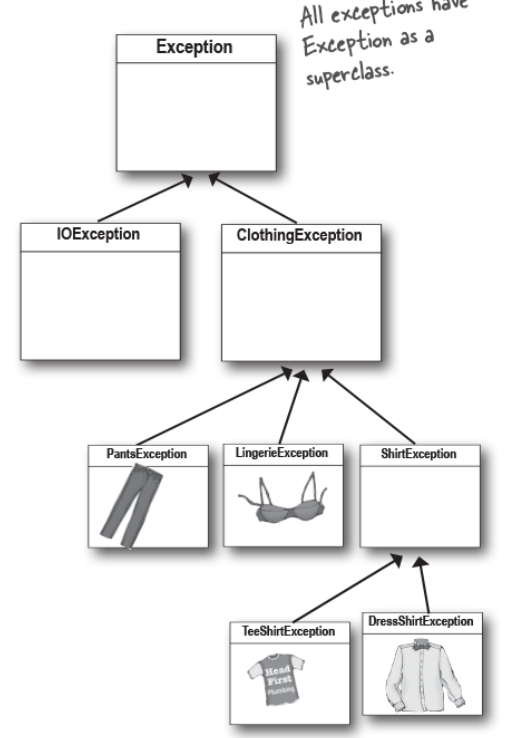 All exceptions have
Exception as a
superclass.
Exception
IOException
ClothingException
PantsException
LingerieException
ShirtException
TeeShirtException
DressShirtException
Head
First
Plumbing